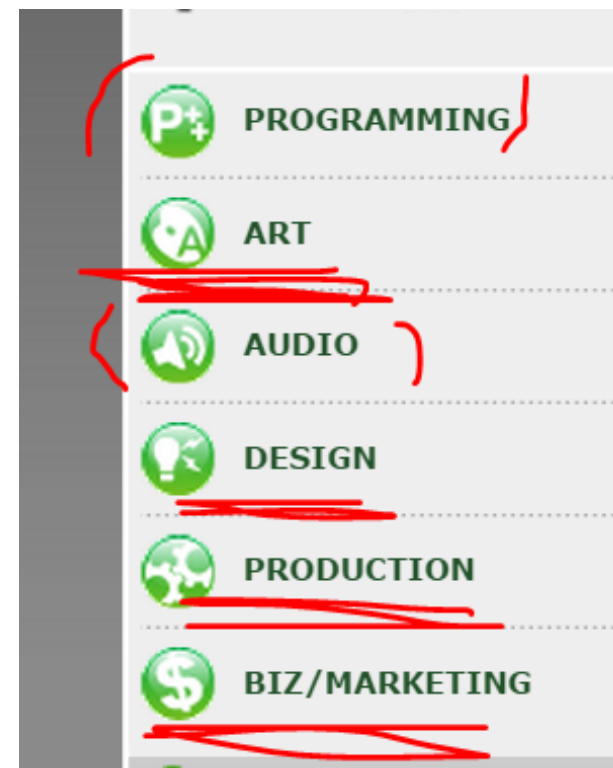 PROGRAMMING
ART
AUDIO
DESIGN
PRODUCTION
BIZ/MARKETING